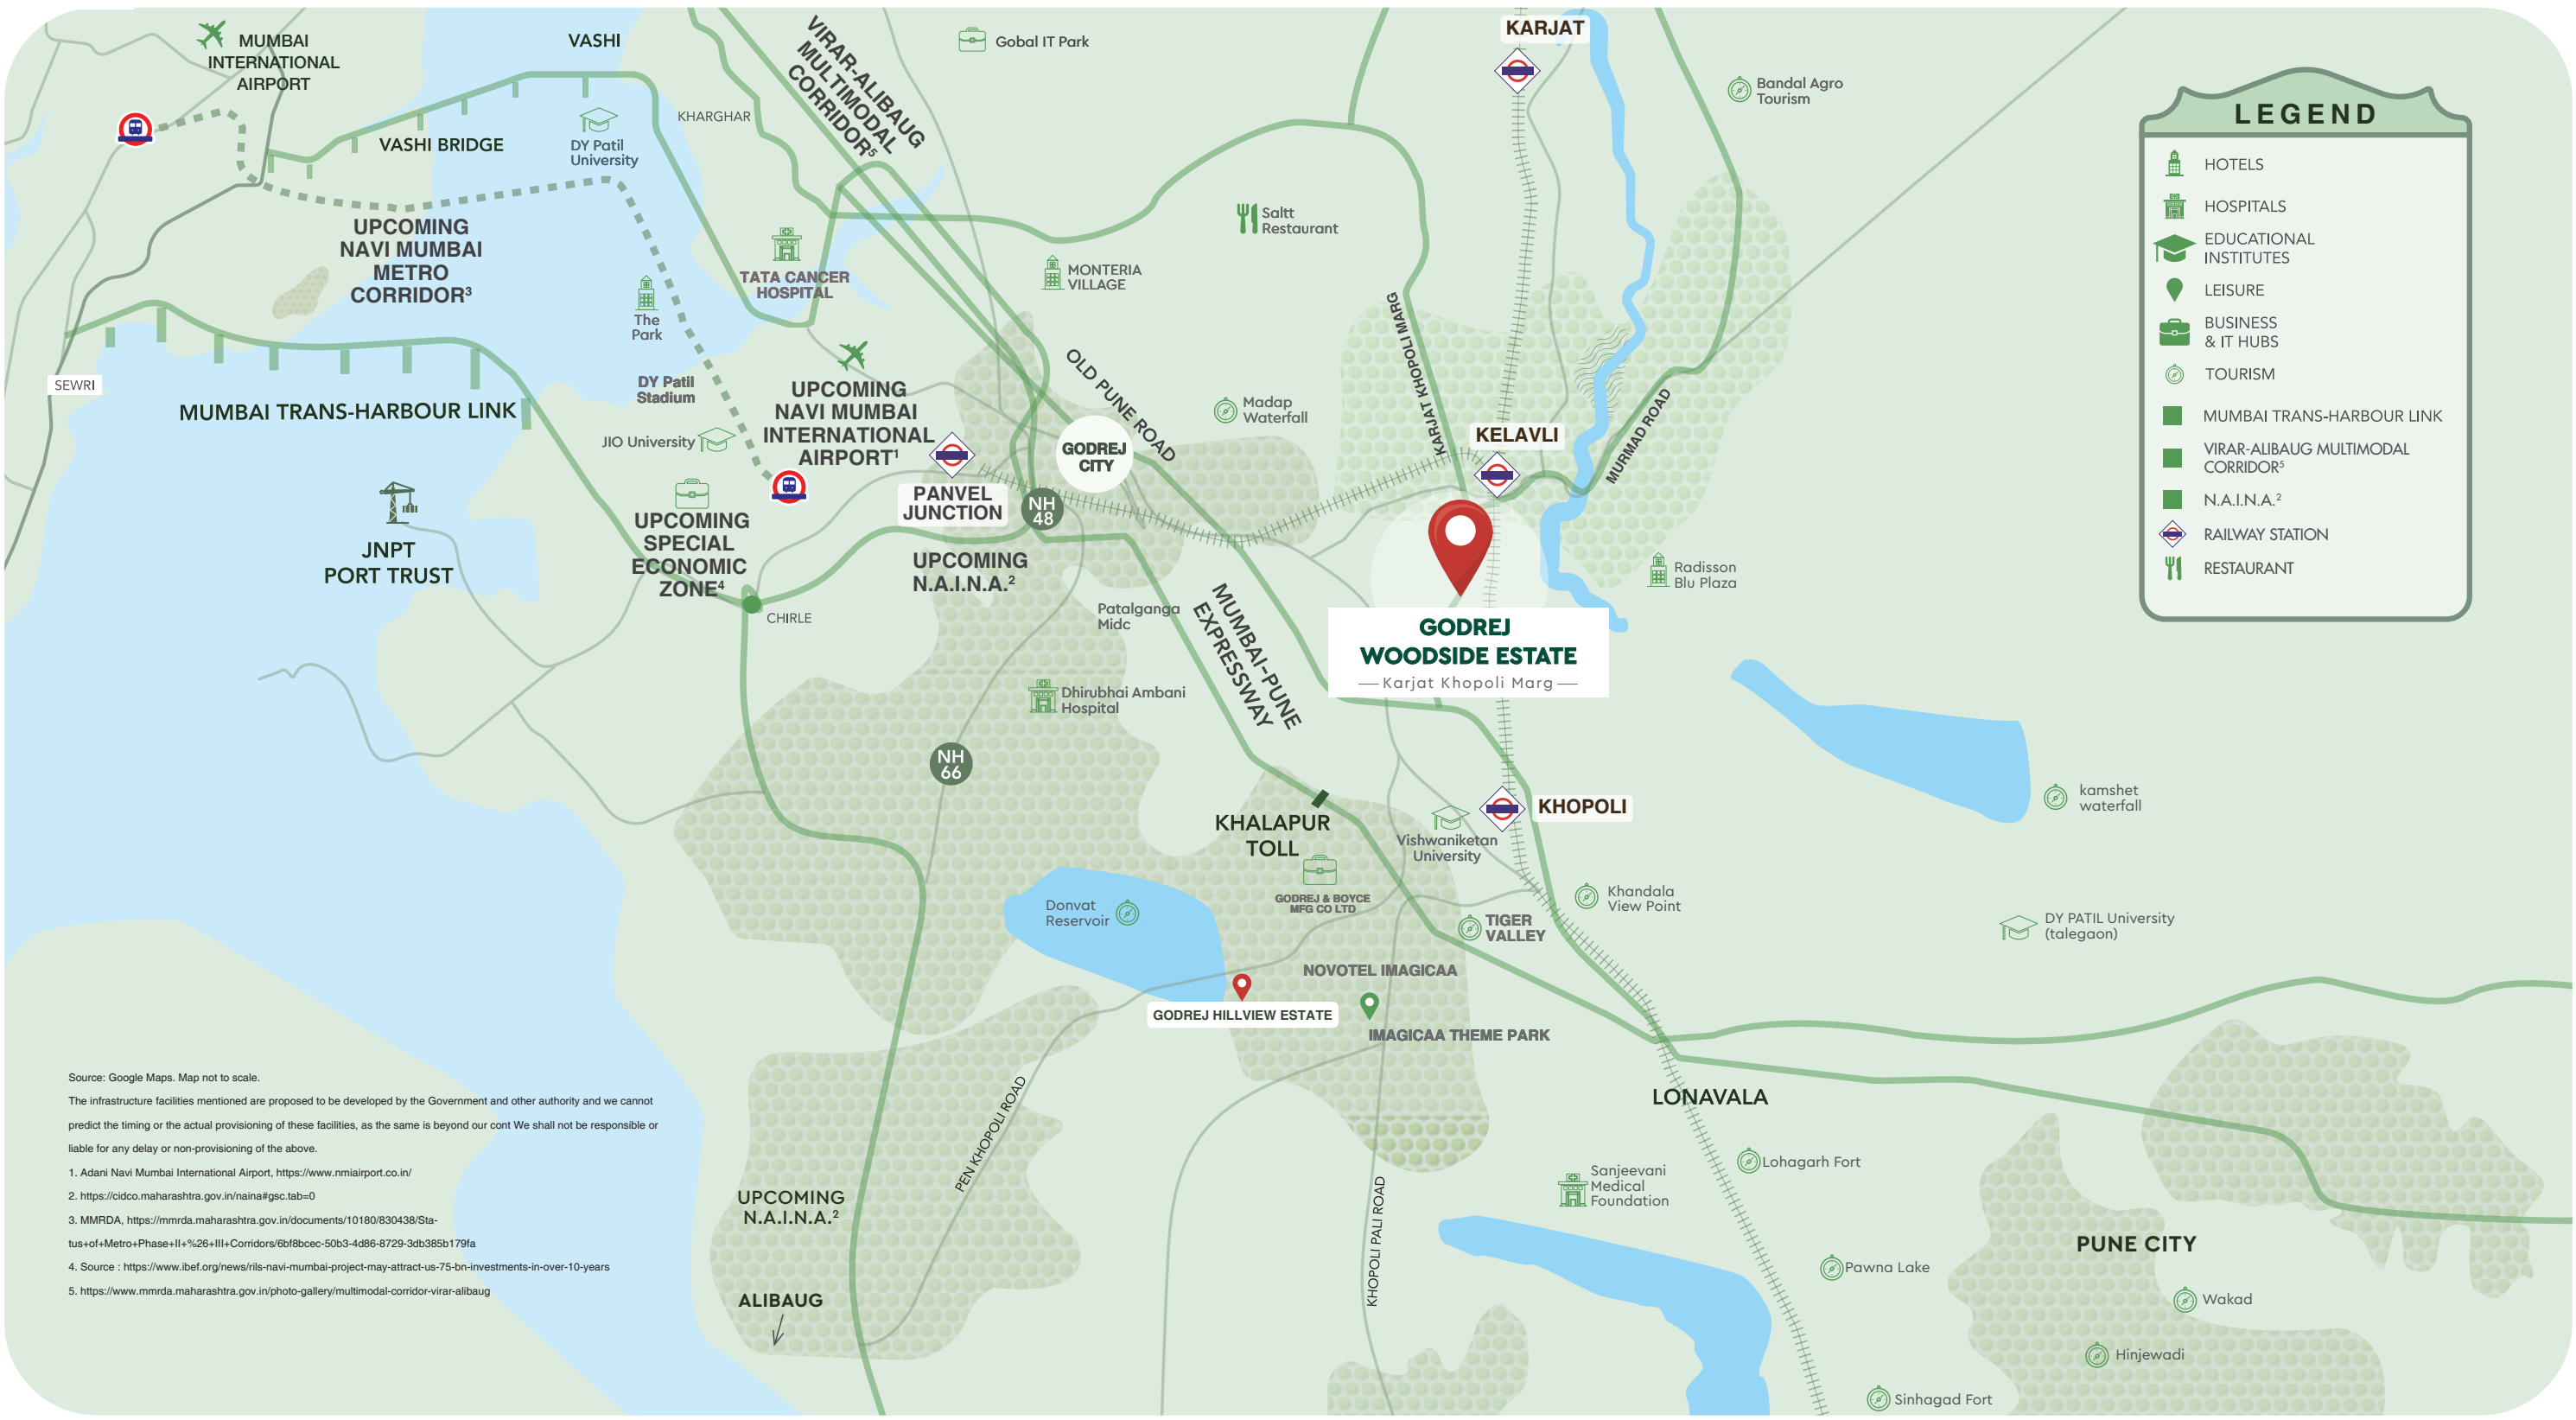 MUMBAI
INTERNATIONAL
AIRPORT
VASHI
VASHI BRIDGE
DY Patil
University
KHARGHAR
VIRAR-ALIBAUG
MULTIMODAL
CORRIDOR5
Gobal IT Park
KARJAT
Bandal Agro
Tourism
UPCOMING
NAVI MUMBAI
METRO
CORRIDOR3
The
Park
TATA CANCER
HOSPITAL
MONTERIA
VILLAGE
Saltt
Restaurant
SEWRI
MUMBAI TRANS-HARBOUR LINK
DY Patil
Stadium
JIO University
UPCOMING
NAVI MUMBAI
INTERNATIONAL
AIRPORT1
OLD PUNE ROAD
GODREJ
CITY
Madap
Waterfall
KARJAT KHOPOLI MARG
KELAVLI
MURMAD ROAD
PANVEL
JUNCTION
NH
48
JNPT
PORT TRUST
UPCOMING
SPECIAL
ECONOMIC
ZONE4
UPCOMING
N.A.I.N.A.2
CHIRLE
Patalganga
Midc
MUMBAI-PUNE
EXPRESSWAY
Radisson
Blu Plaza
GODREJ
WOODSIDE ESTATE
Karjat Khopoli Marg
Dhirubhai Ambani
Hospital
NH
66
KHALAPUR
TOLL
KHOPOLI
Vishwaniketan
University
GODREJ & BOYCE
MFG CO LTD
kamshet
waterfall
Donvat
Reservoir
TIGER
VALLEY
Khandala
View Point
DY PATIL University
(talegaon)
NOVOTEL IMAGICAA
GODREJ HILLVIEW ESTATE
IMAGICAA THEME PARK
LONAVALA
PEN KHOPOLI ROAD
KHOPOLI PALI ROAD
Sanjeevani
Medical
Foundation
Lohagarh Fort
UPCOMING
N.A.I.N.A.2
ALIBAUG
PUNE CITY
Pawna Lake
Wakad
Hinjewadi
Sinhagad Fort
LEGEND
HOTELS
HOSPITALS
EDUCATIONAL
INSTITUTES
LEISURE
BUSINESS
& IT HUBS
TOURISM
MUMBAI TRANS-HARBOUR LINK
VIRAR-ALIBAUG MULTIMODAL
CORRIDOR5
N.A.I.N.A.2
RAILWAY STATION
RESTAURANT
Source: Google Maps. Map not to scale.
The infrastructure facilities mentioned are proposed to be developed by the Government and other authority and we cannot
predict the timing or the actual provisioning of these facilities, as the same is beyond our cont We shall not be responsible or
liable for any delay or non-provisioning of the above.
1. Adani Navi Mumbai International Airport, https://www.nmiairport.co.in/
2. https://cidco.maharashtra.gov.in/naina#gsc.tab=0
3. MMRDA, https://mmrda.maharashtra.gov.in/documents/10180/830438/Sta-
tus+of+Metro+Phase+II+%26+III+Corridors/6bf8bcec-50b3-4d86-8729-3db385b179fa
4. Source : https://www.ibef.org/news/rils-navi-mumbai-project-may-attract-us-75-bn-investments-in-over-10-years
5. https://www.mmrda.maharashtra.gov.in/photo-gallery/multimodal-corridor-virar-alibaug